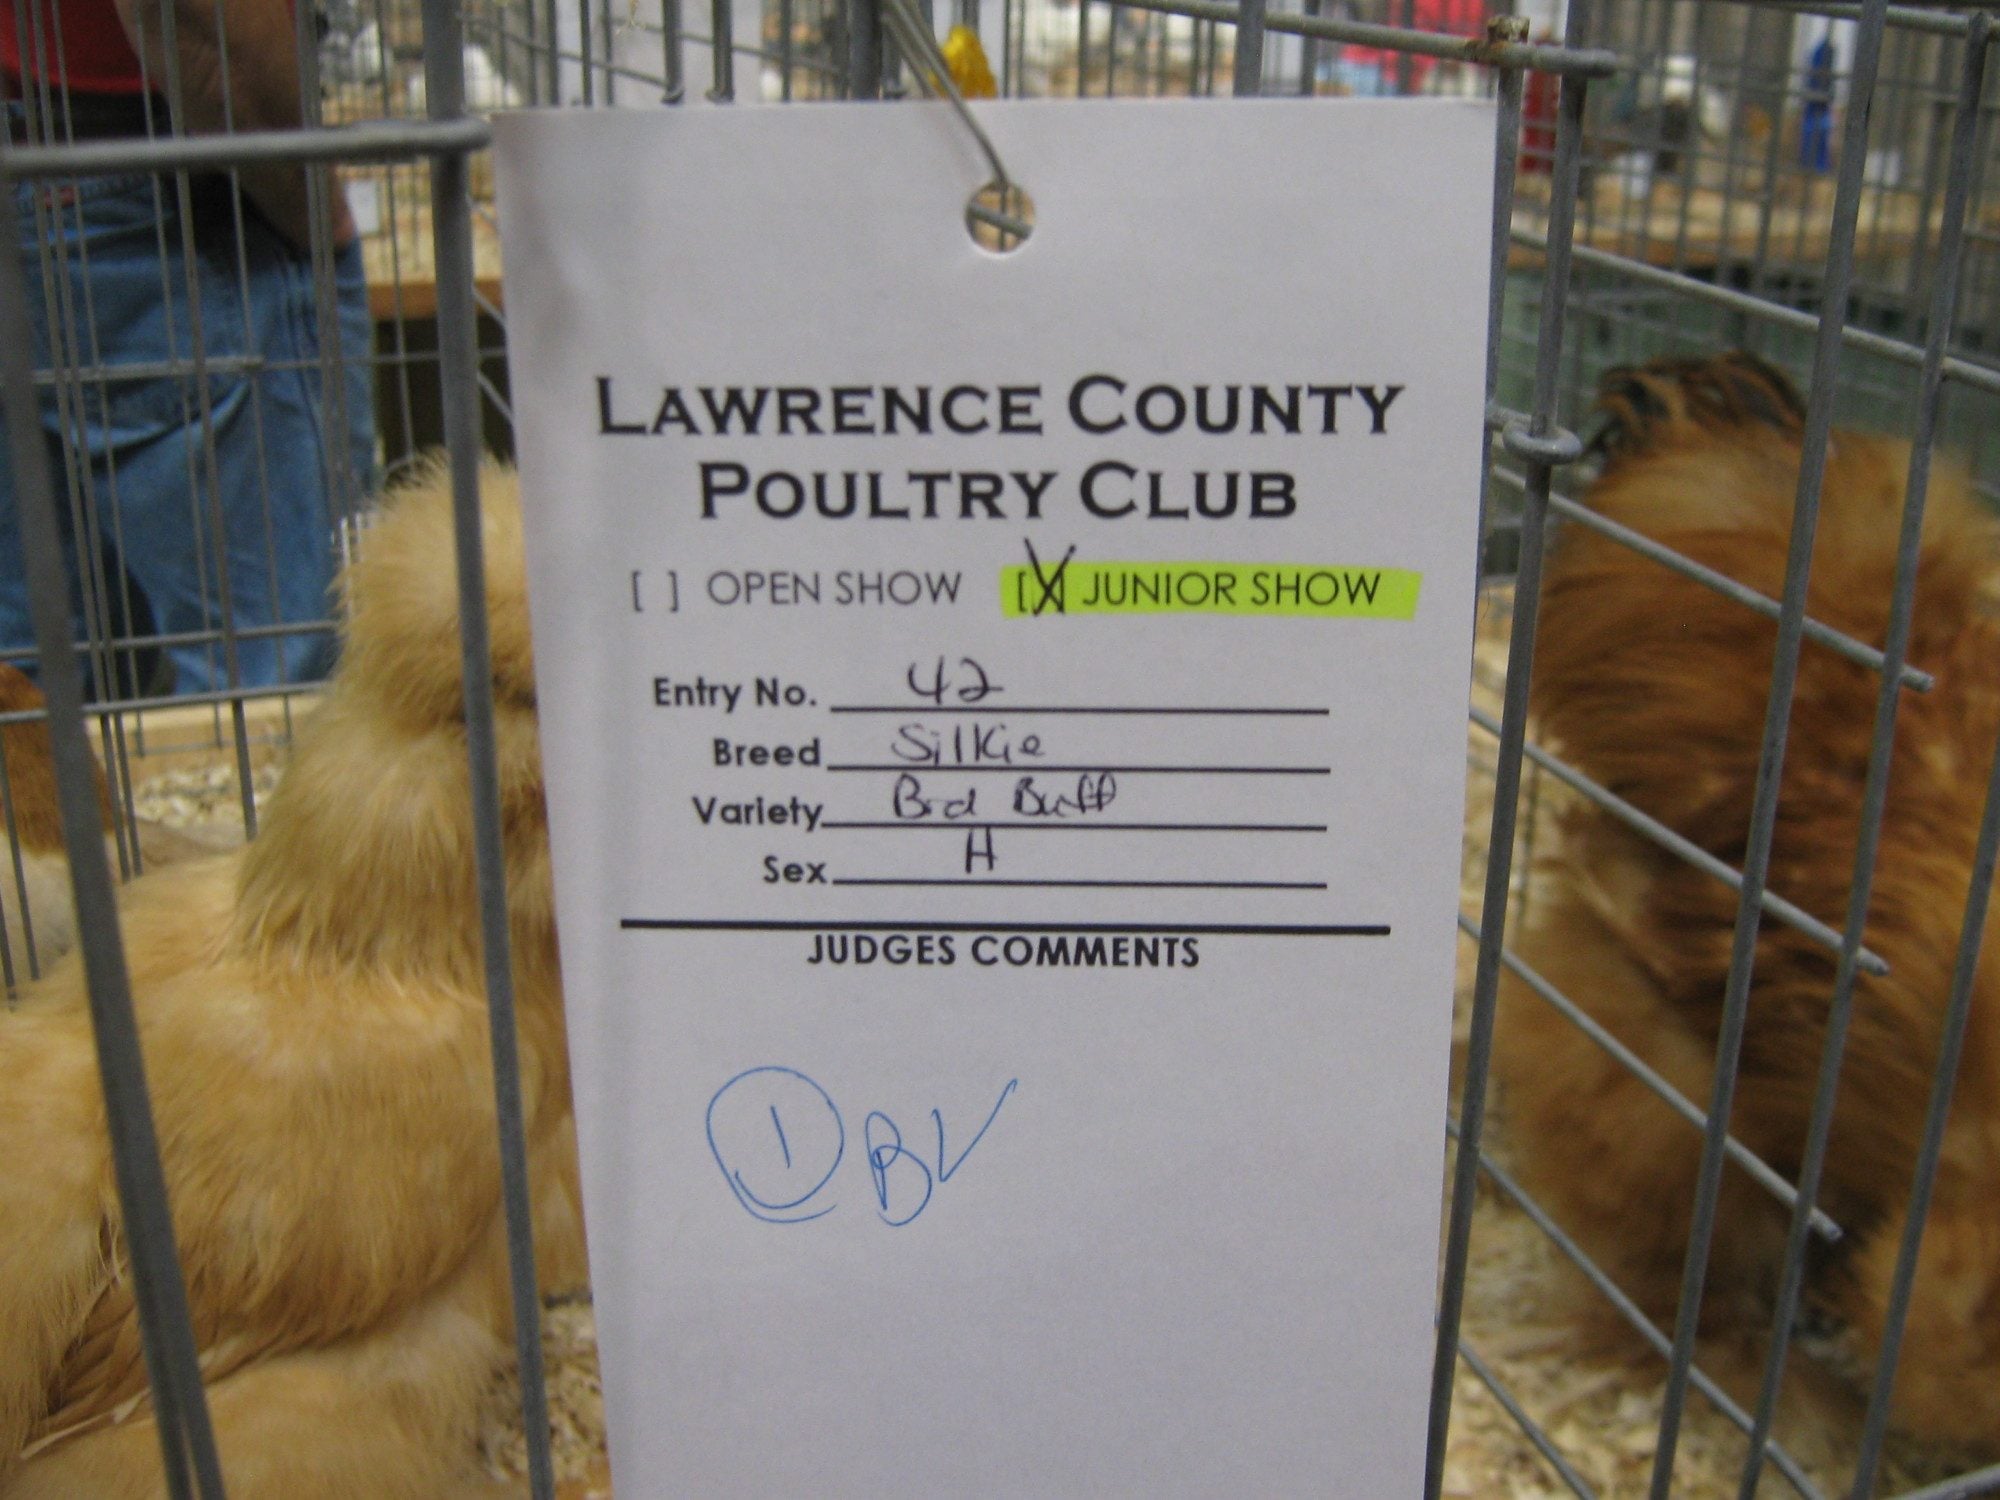 LAWRENCE COUNTY
POULTRY CLUB
[ ] OPEN SHOW [X] JUNIOR SHOW
Entry No. 42
Breed Silkie
Variety Brd Buff
Sex H
JUDGES COMMENTS
1 BV